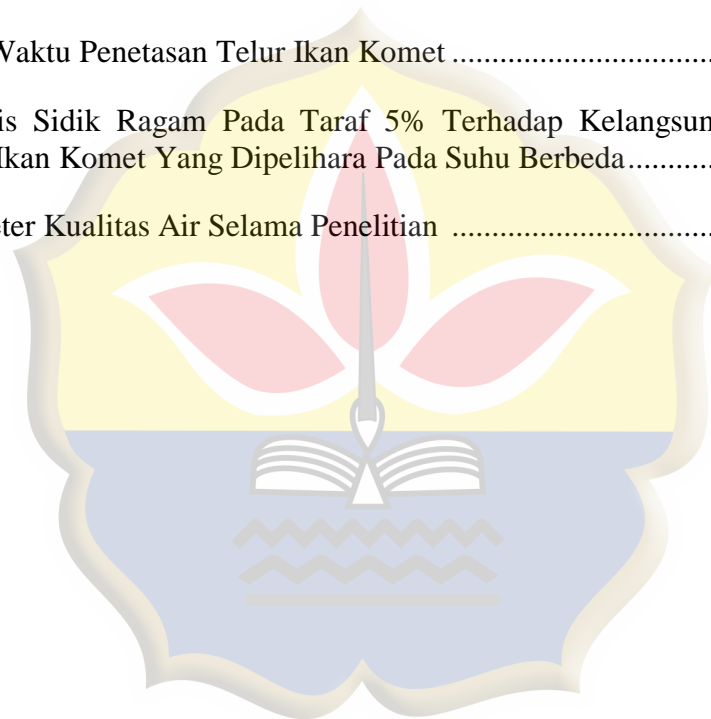 Waktu Penetasan Telur Ikan Komet ..............................
is Sidik Ragam Pada Taraf 5% Terhadap Kelangsun
Ikan Komet Yang Dipelihara Pada Suhu Berbeda..........
eter Kualitas Air Selama Penelitian ..............................